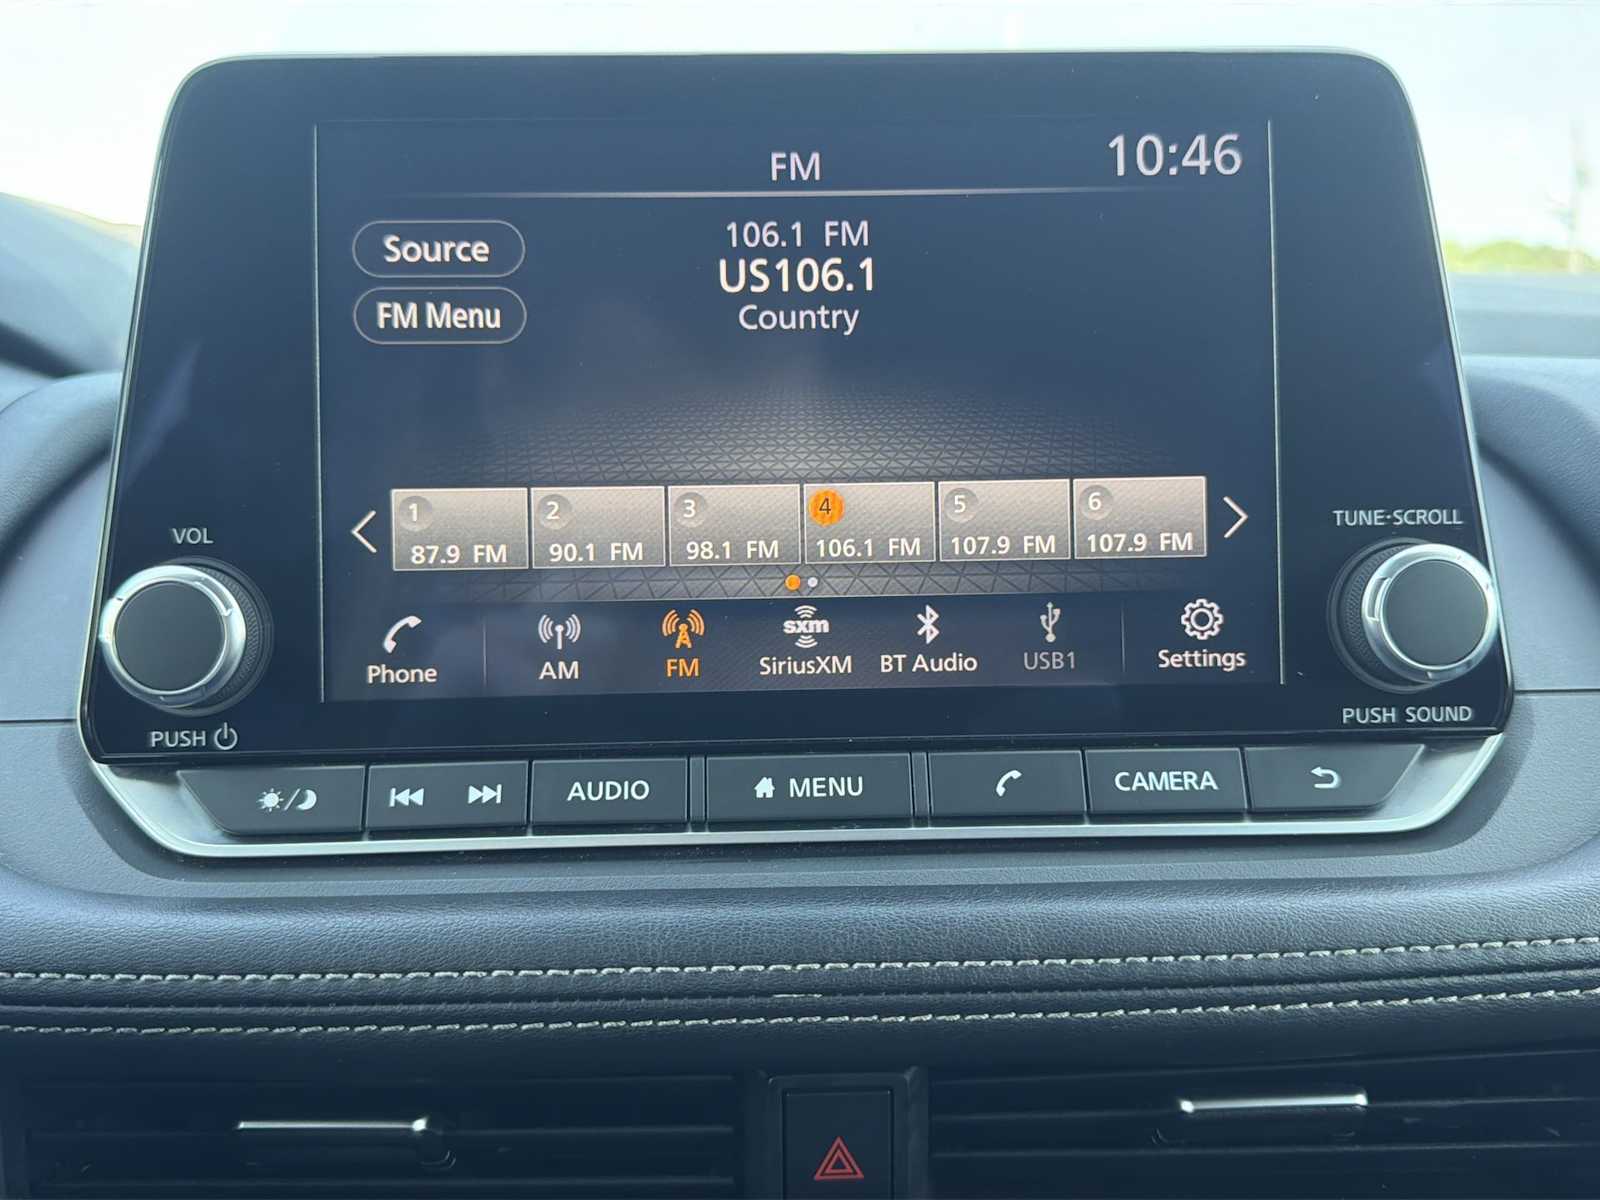 FM
10:46
Source
106.1 FM
US106.1
FM Menu
Country
1
2
3
4
5
6
87.9 FM
90.1 FM
98.1 FM
106.1 FM
107.9 FM
107.9 FM
VOL
TUNE·SCROLL
Phone
AM
FM
sxm
SiriusXM
BT Audio
USB1
Settings
PUSH
PUSH SOUND
AUDIO
MENU
CAMERA